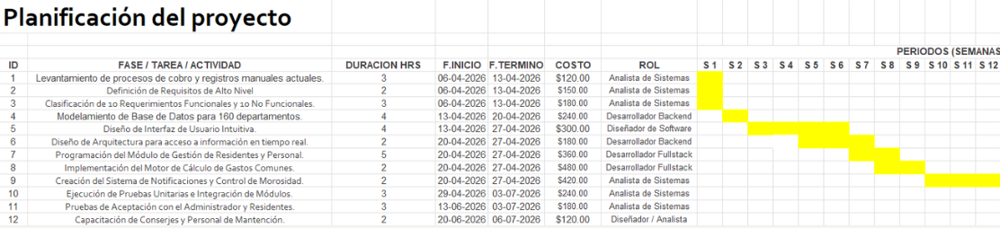 Planificación del proyecto
PERIODOS (SEMANAS
ID FASE / TAREA / ACTIVIDAD DURACION HRS F.INICIO F.TERMINO COSTO ROL S 1 S 2 S 3 S 4 S 5 S 6 S 7 S 8 S 9 S 10 S 11 S 12
1 Levantamiento de procesos de cobro y registros manuales actuales. 3 06-04-2026 13-04-2026 $120.00 Analista de Sistemas
2 Definición de Requisitos de Alto Nivel 2 06-04-2026 13-04-2026 $150.00 Analista de Sistemas
3 Clasificación de 10 Requerimientos Funcionales y 10 No Funcionales. 3 06-04-2026 13-04-2026 $180.00 Analista de Sistemas
4 Modelamiento de Base de Datos para 160 departamentos. 4 13-04-2026 20-04-2026 $240.00 Desarrollador Backend
5 Diseño de Interfaz de Usuario Intuitiva. 4 13-04-2026 27-04-2026 $300.00 Diseñador de Software
6 Diseño de Arquitectura para acceso a información en tiempo real. 2 20-04-2026 27-04-2026 $180.00 Desarrollador Backend
7 Programación del Módulo de Gestión de Residentes y Personal. 5 20-04-2026 27-04-2026 $360.00 Desarrollador Fullstack
8 Implementación del Motor de Cálculo de Gastos Comunes. 2 20-04-2026 27-04-2026 $480.00 Desarrollador Fullstack
9 Creación del Sistema de Notificaciones y Control de Morosidad. 2 20-04-2026 27-04-2026 $420.00 Analista de Sistemas
10 Ejecución de Pruebas Unitarias e Integración de Módulos. 3 29-04-2026 03-07-2026 $240.00 Analista de Sistemas
11 Pruebas de Aceptación con el Administrador y Residentes. 3 13-06-2026 03-07-2026 $180.00 Analista de Sistemas
12 Capacitación de Conserjes y Personal de Mantención. 2 20-06-2026 06-07-2026 $120.00 Diseñador / Analista